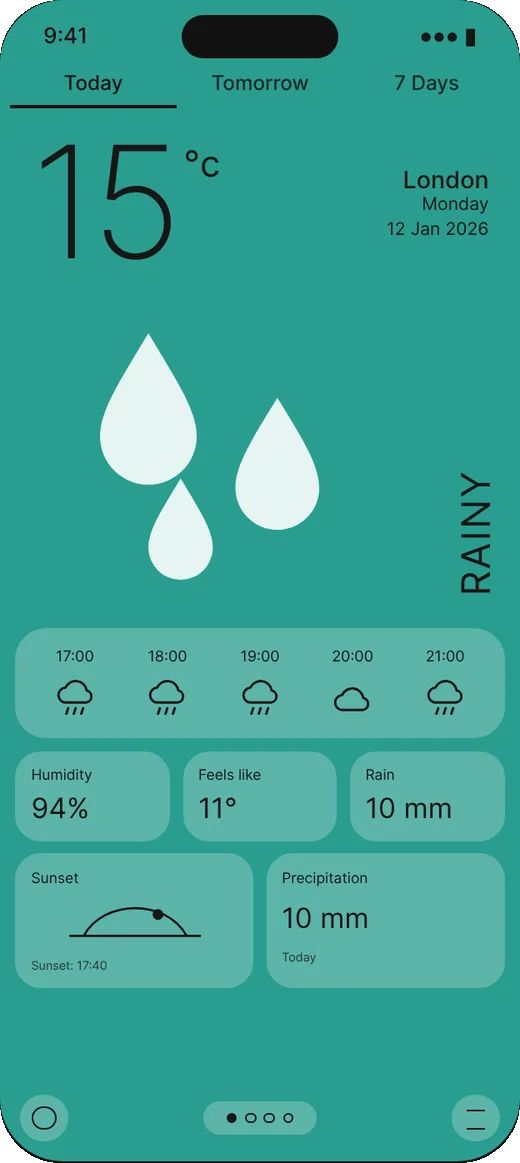 9:41
Today Tomorrow 7 Days
15°c
London
Monday
12 Jan 2026
RAINY
17:00 18:00 19:00 20:00 21:00
Humidity Feels like Rain
94% 11° 10 mm
Sunset
Sunset: 17:40
Precipitation
10 mm
Today